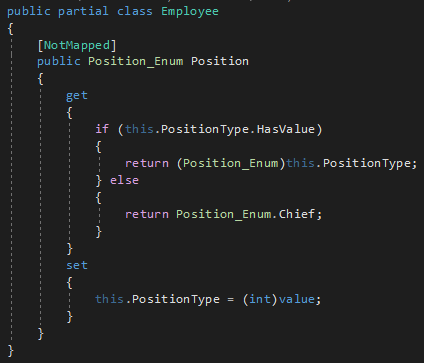 public partial class Employee
{
[NotMapped]
public Position_Enum Position
{
get
{
if (this.PositionType.HasValue)
{
return (Position_Enum)this.PositionType;
} else
{
return Position_Enum.Chief;
}
}
set
{
this.PositionType = (int)value;
}
}
}